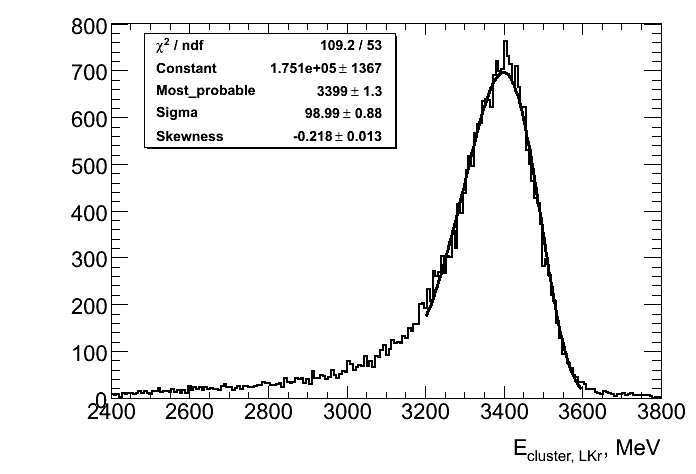 800
700
600
500
400
300
200
100
0
χ² / ndf 109.2 / 53
Constant 1.751e+05 ± 1367
Most_probable 3399 ± 1.3
Sigma 98.99 ± 0.88
Skewness -0.218 ± 0.013
2400 2600 2800 3000 3200 3400 3600 3800
E_cluster, LKr, MeV